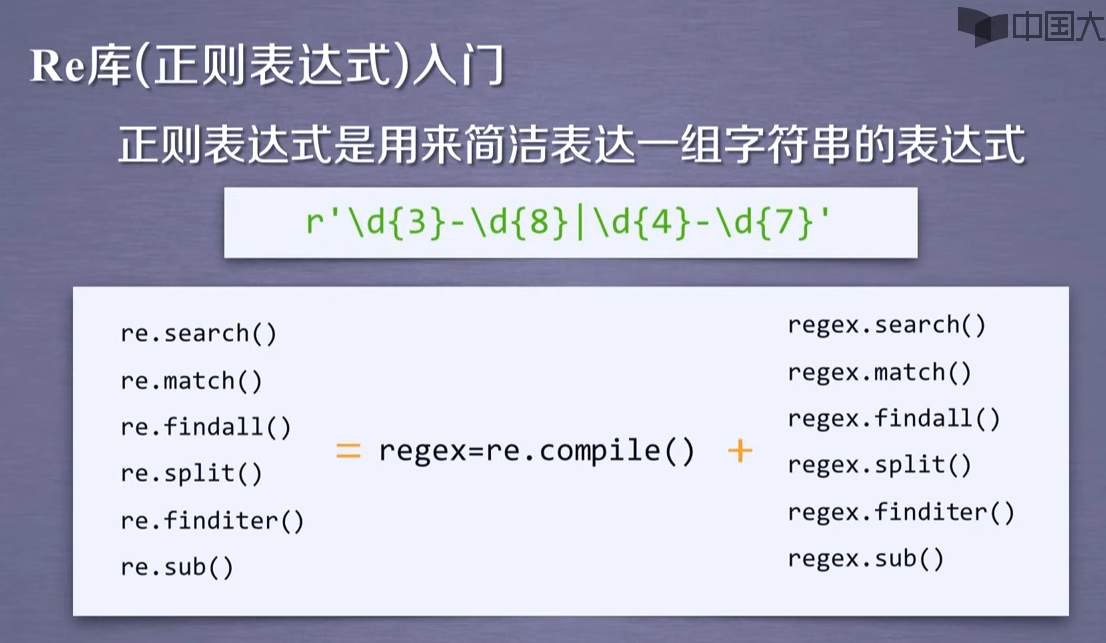 中国大
Re库(正则表达式)入门
正则表达式是用来简洁表达一组字符串的表达式
r'\d{3}-\d{8}|\d{4}-\d{7}'
re.search()
re.match()
re.findall()
re.split()
re.finditer()
re.sub()
= regex=re.compile() +
regex.search()
regex.match()
regex.findall()
regex.split()
regex.finditer()
regex.sub()